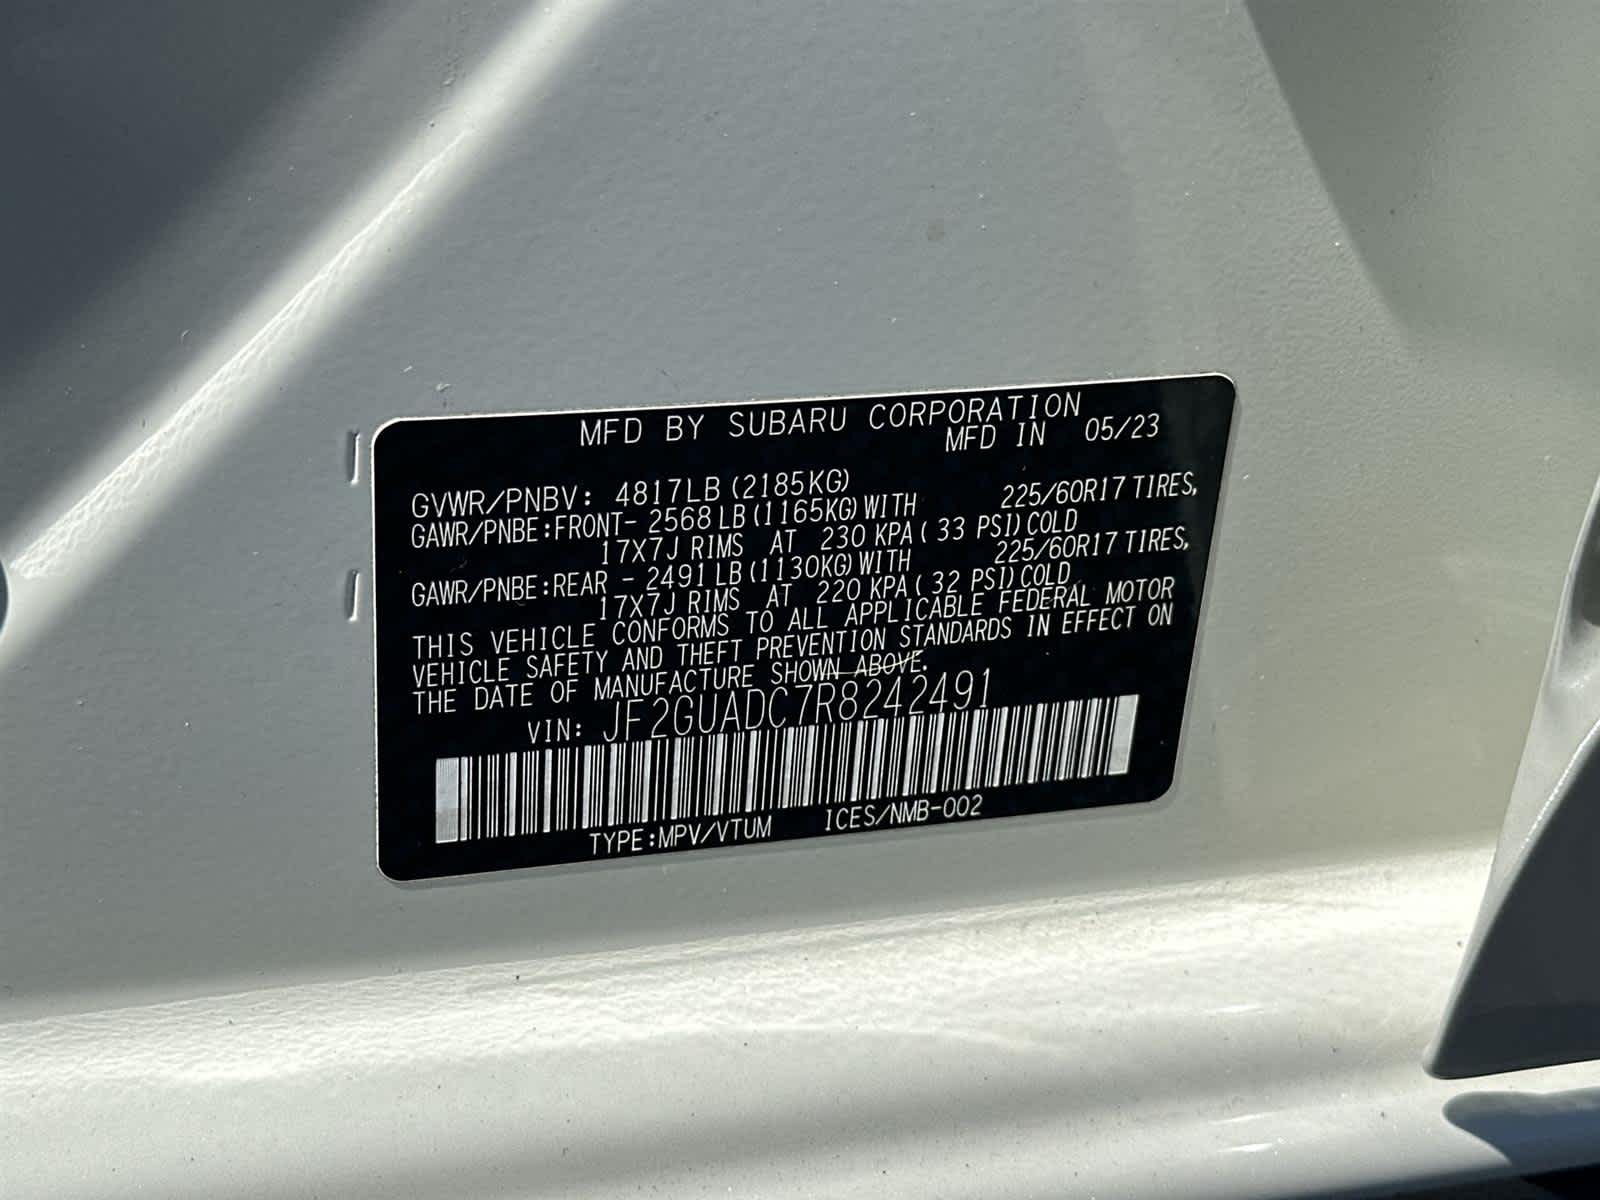 MFD BY SUBARU CORPORATION
MFD IN 05/23
GVWR/PNBV: 4817LB (2185KG)
GAWR/PNBE:FRONT- 2568LB (1165KG)WITH 225/60R17 TIRES,
17X7J RIMS AT 230 KPA ( 33 PSI)COLD
GAWR/PNBE:REAR - 2491LB (1130KG)WITH 225/60R17 TIRES,
17X7J RIMS AT 220 KPA ( 32 PSI)COLD
THIS VEHICLE CONFORMS TO ALL APPLICABLE FEDERAL MOTOR
VEHICLE SAFETY AND THEFT PREVENTION STANDARDS IN EFFECT ON
THE DATE OF MANUFACTURE SHOWN ABOVE.
VIN: JF2GUADC7R8242491
TYPE:MPV/VTUM ICES/NMB-002